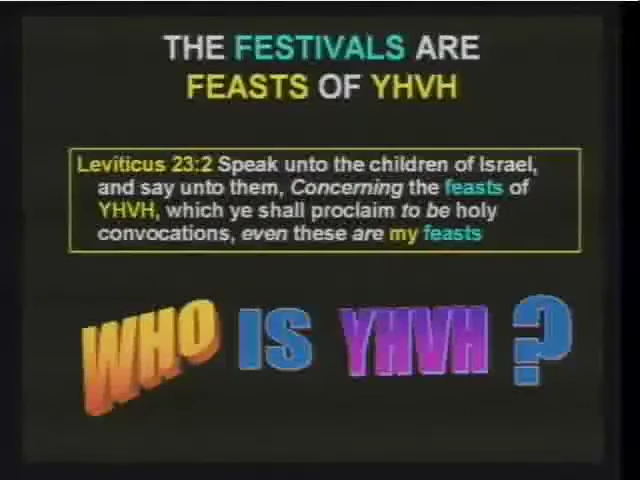 THE FESTIVALS ARE
FEASTS OF YHVH
Leviticus 23:2 Speak unto the children of Israel,
and say unto them, Concerning the feasts of
YHVH, which ye shall proclaim to be holy
convocations, even these are my feasts
WHO IS YHVH ?